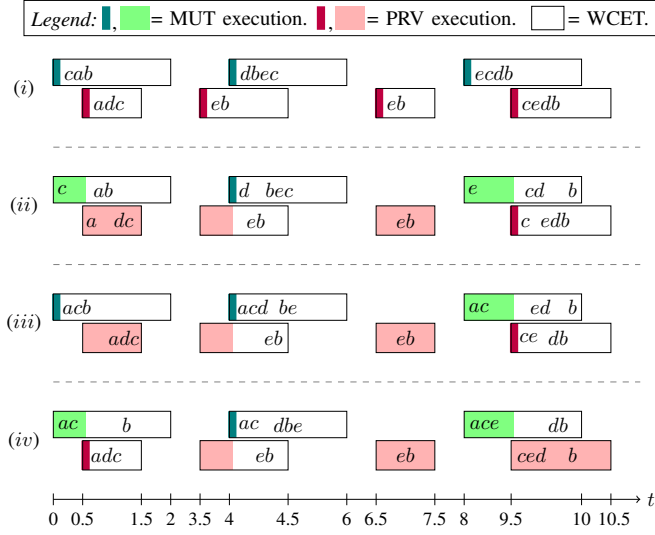 Legend: , = MUT execution. , = PRV execution. = WCET.
(i) cab dbec ecdb
adc eb eb cedb
(ii) c ab d bec e cd b
a dc eb eb c edb
(iii) acb acd be ac ed b
adc eb eb ce db
(iv) ac b ac dbe ace db
adc eb eb ced b
t
0 0.5 1.5 2 3.5 4 4.5 6 6.5 7.5 8 9.5 10 10.5